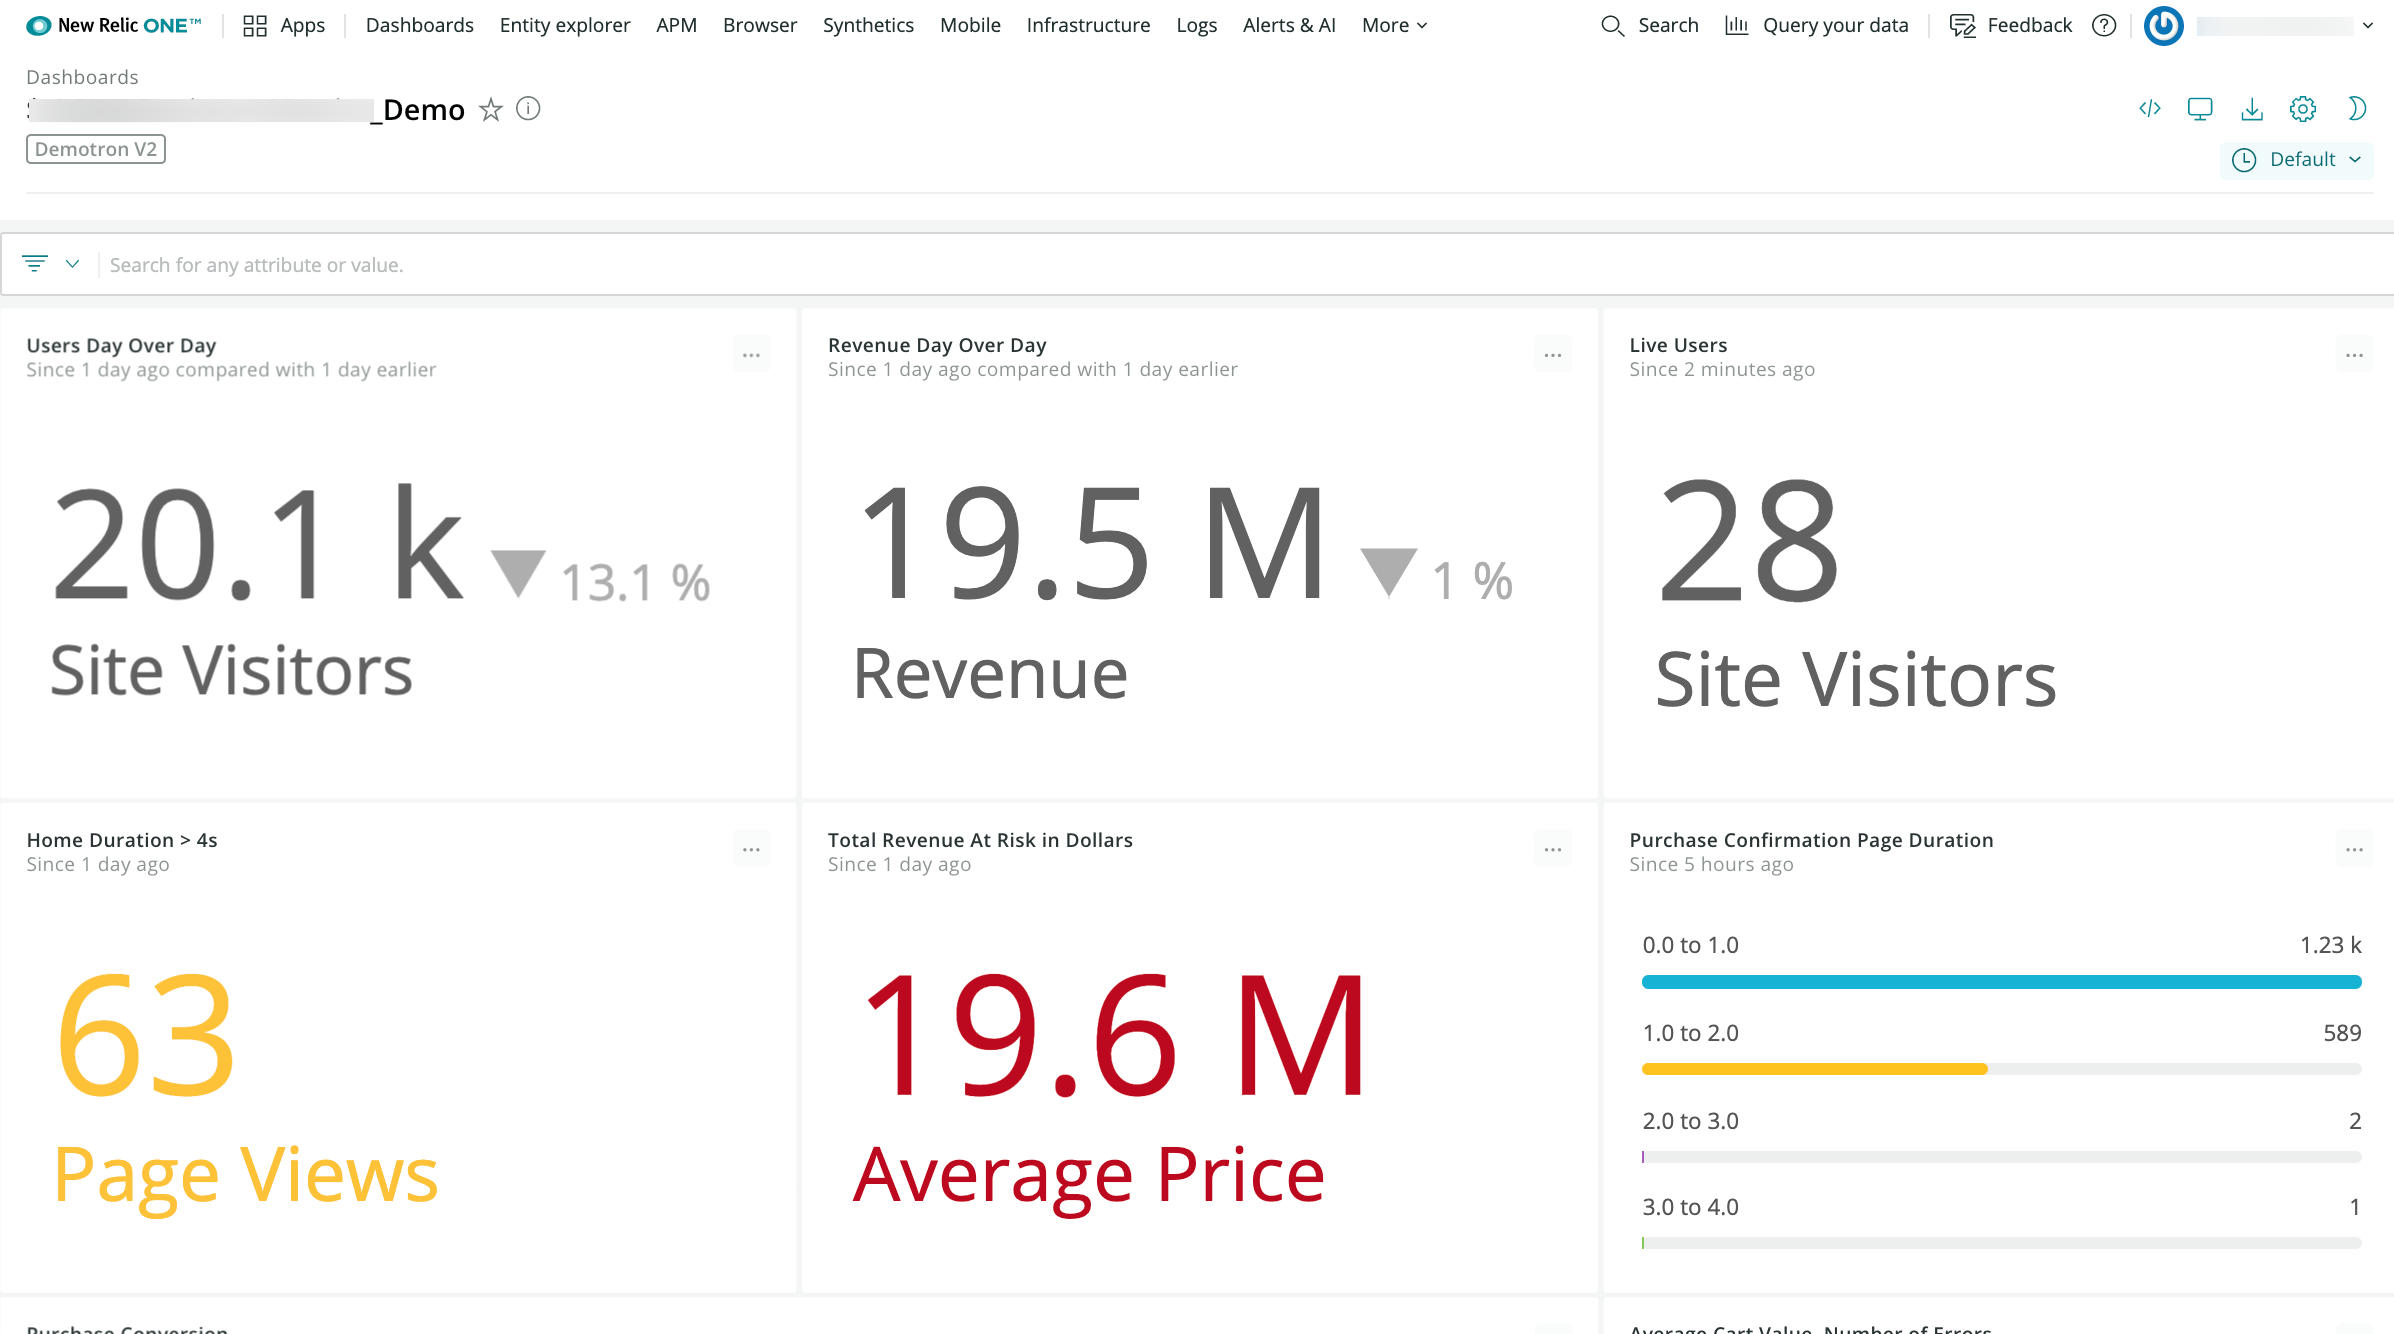 New Relic ONE™ Apps Dashboards Entity explorer APM Browser Synthetics Mobile Infrastructure Logs Alerts & AI More Search Query your data Feedback ?
Dashboards
_Demo
Demotron V2
Default
Search for any attribute or value.
Users Day Over Day
Since 1 day ago compared with 1 day earlier
20.1 k 13.1 %
Site Visitors
Revenue Day Over Day
Since 1 day ago compared with 1 day earlier
19.5 M 1 %
Revenue
Live Users
Since 2 minutes ago
28
Site Visitors
Home Duration > 4s
Since 1 day ago
63
Page Views
Total Revenue At Risk in Dollars
Since 1 day ago
19.6 M
Average Price
Purchase Confirmation Page Duration
Since 5 hours ago
0.0 to 1.0 1.23 k
1.0 to 2.0 589
2.0 to 3.0 2
3.0 to 4.0 1
Purchase Conversion
Average Cart Value, Number of Errors